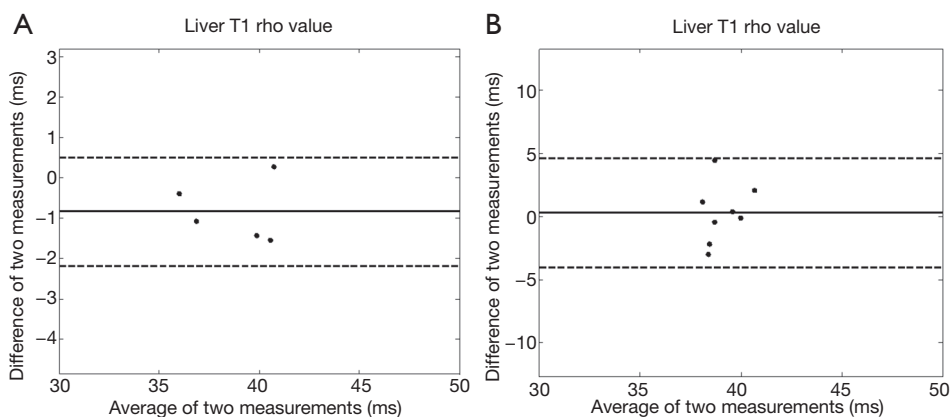 A
Liver T1 rho value
Difference of two measurements (ms)
3
2
1
0
−1
−2
−3
−4
30
35
40
45
50
Average of two measurements (ms)
B
Liver T1 rho value
Difference of two measurements (ms)
10
5
0
−5
−10
30
35
40
45
50
Average of two measurements (ms)